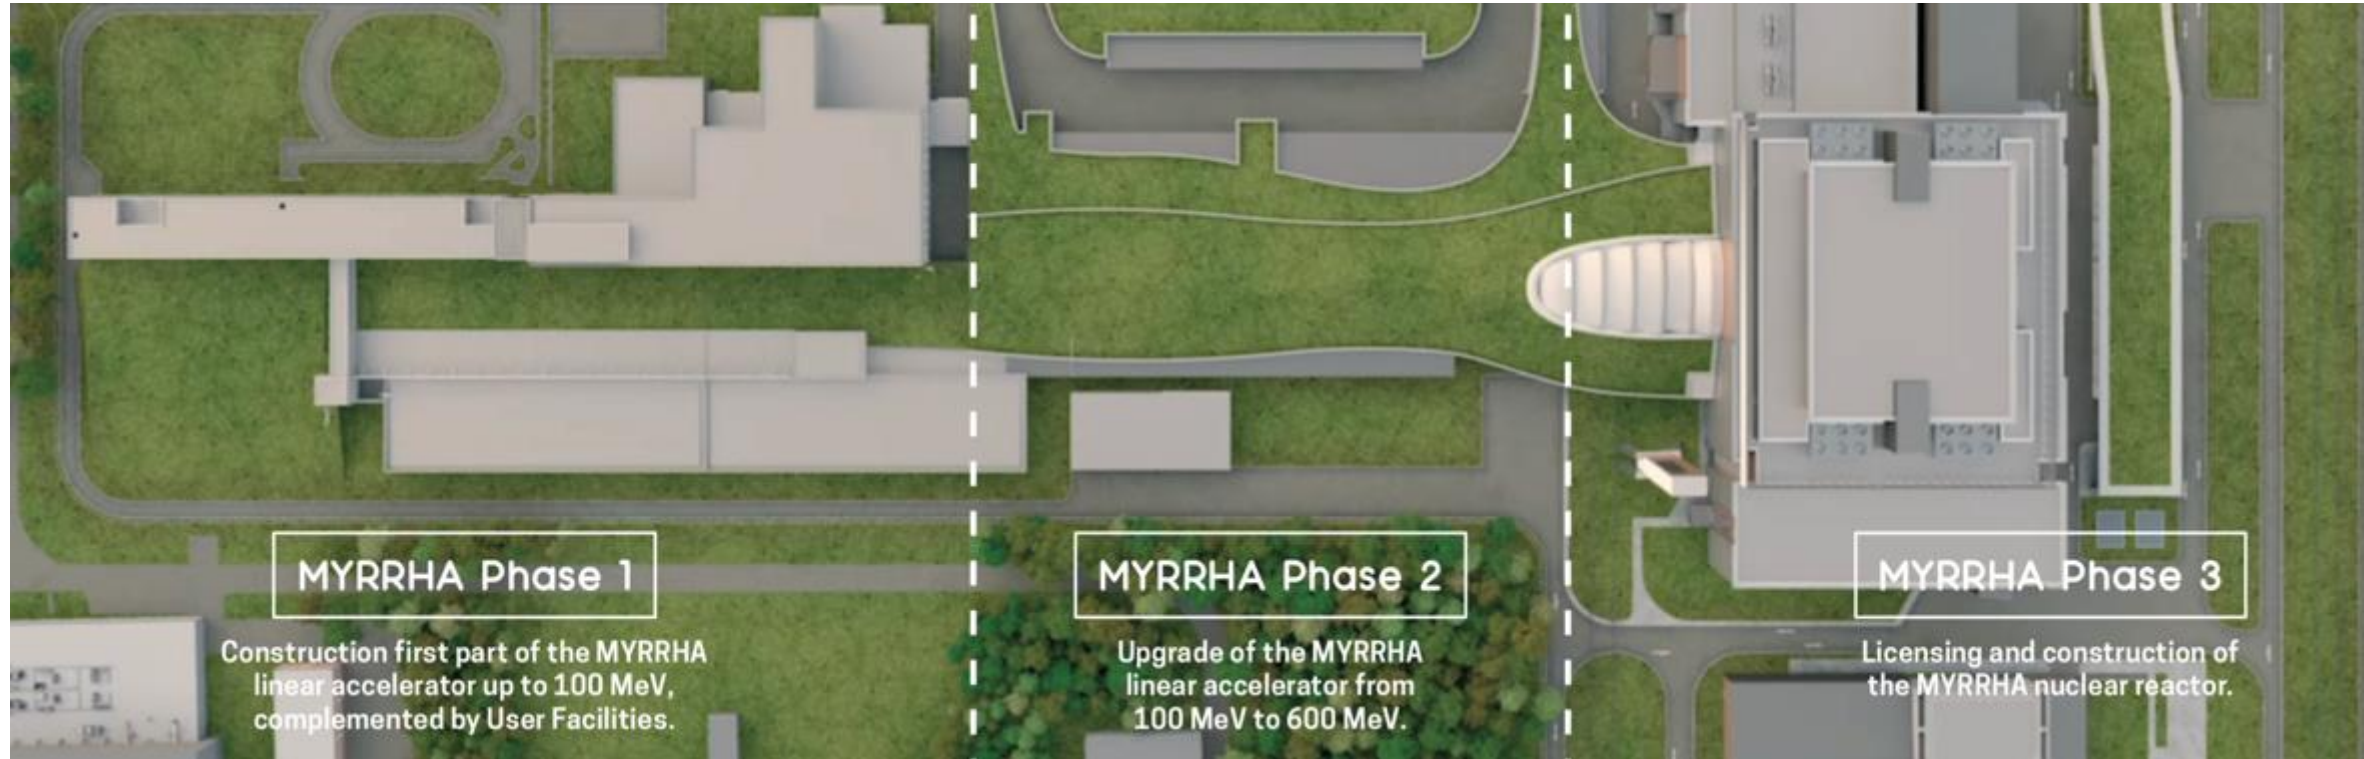 MYRRHA Phase 1
Construction first part of the MYRRHA
linear accelerator up to 100 MeV,
complemented by User Facilities.
MYRRHA Phase 2
Upgrade of the MYRRHA
linear accelerator from
100 MeV to 600 MeV.
MYRRHA Phase 3
Licensing and construction of
the MYRRHA nuclear reactor.